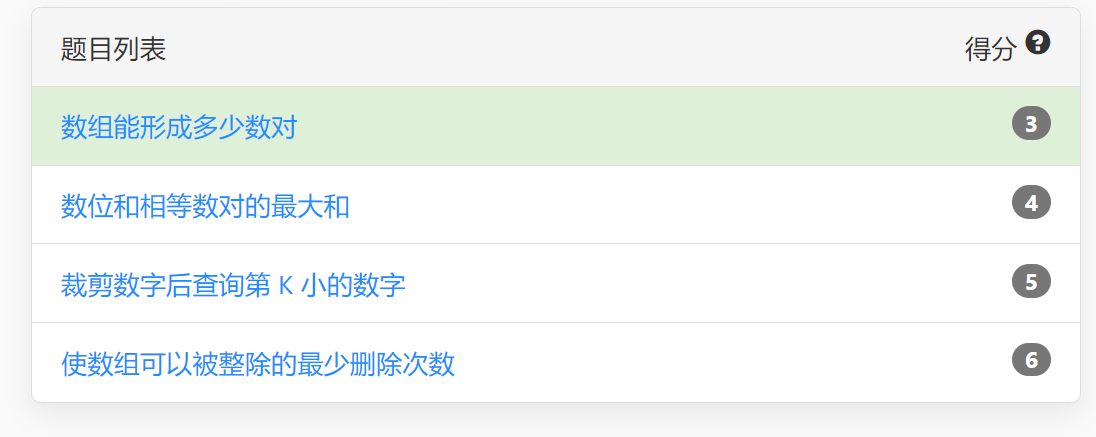 题目列表 得分 ?
数组能形成多少数对 3
数位和相等数对的最大和 4
裁剪数字后查询第 K 小的数字 5
使数组可以被整除的最少删除次数 6